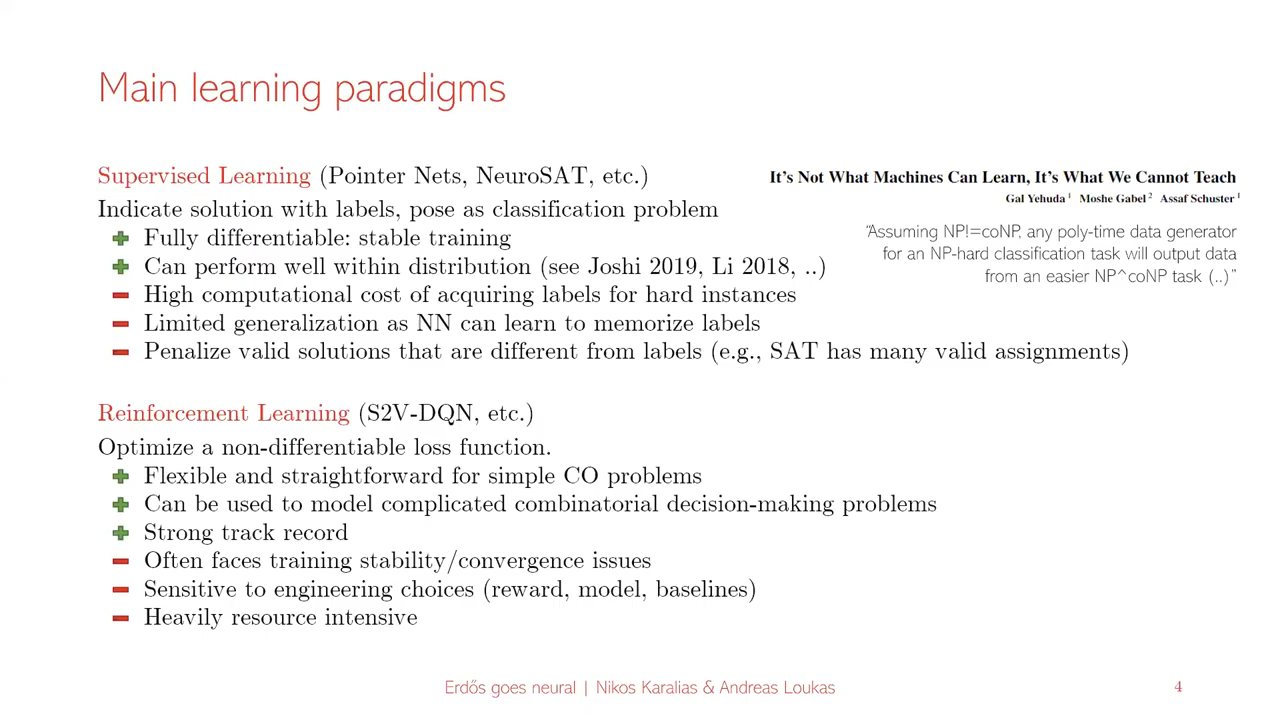 Main learning paradigms
Supervised Learning (Pointer Nets, NeuroSAT, etc.)
Indicate solution with labels, pose as classification problem
Fully differentiable: stable training
Can perform well within distribution (see Joshi 2019, Li 2018, ..)
High computational cost of acquiring labels for hard instances
Limited generalization as NN can learn to memorize labels
Penalize valid solutions that are different from labels (e.g., SAT has many valid assignments)
It's Not What Machines Can Learn, It's What We Cannot Teach
Gal Yehuda 1 Moshe Gabel 2 Assaf Schuster 1
"Assuming NP!=coNP, any poly-time data generator
for an NP-hard classification task will output data
from an easier NP^coNP task (..)"
Reinforcement Learning (S2V-DQN, etc.)
Optimize a non-differentiable loss function.
Flexible and straightforward for simple CO problems
Can be used to model complicated combinatorial decision-making problems
Strong track record
Often faces training stability/convergence issues
Sensitive to engineering choices (reward, model, baselines)
Heavily resource intensive
Erdős goes neural | Nikos Karalias & Andreas Loukas
4